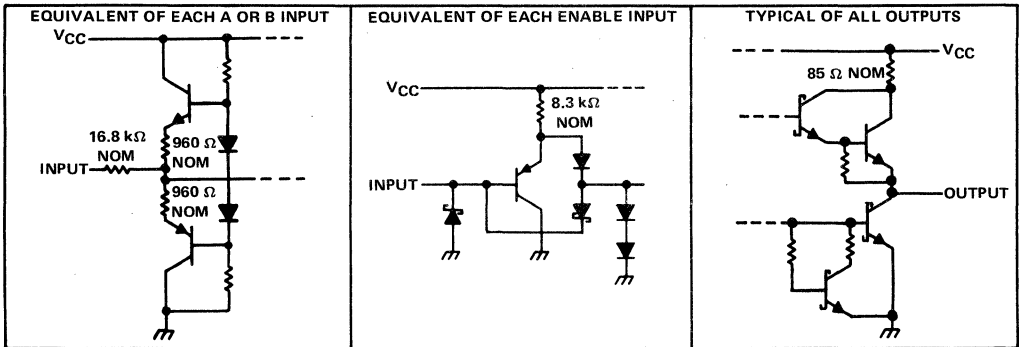 EQUIVALENT OF EACH A OR B INPUT
VCC
16.8 kΩ
NOM
960 Ω
NOM
INPUT
960 Ω
NOM
EQUIVALENT OF EACH ENABLE INPUT
VCC
8.3 kΩ
NOM
INPUT
TYPICAL OF ALL OUTPUTS
VCC
85 Ω NOM
OUTPUT